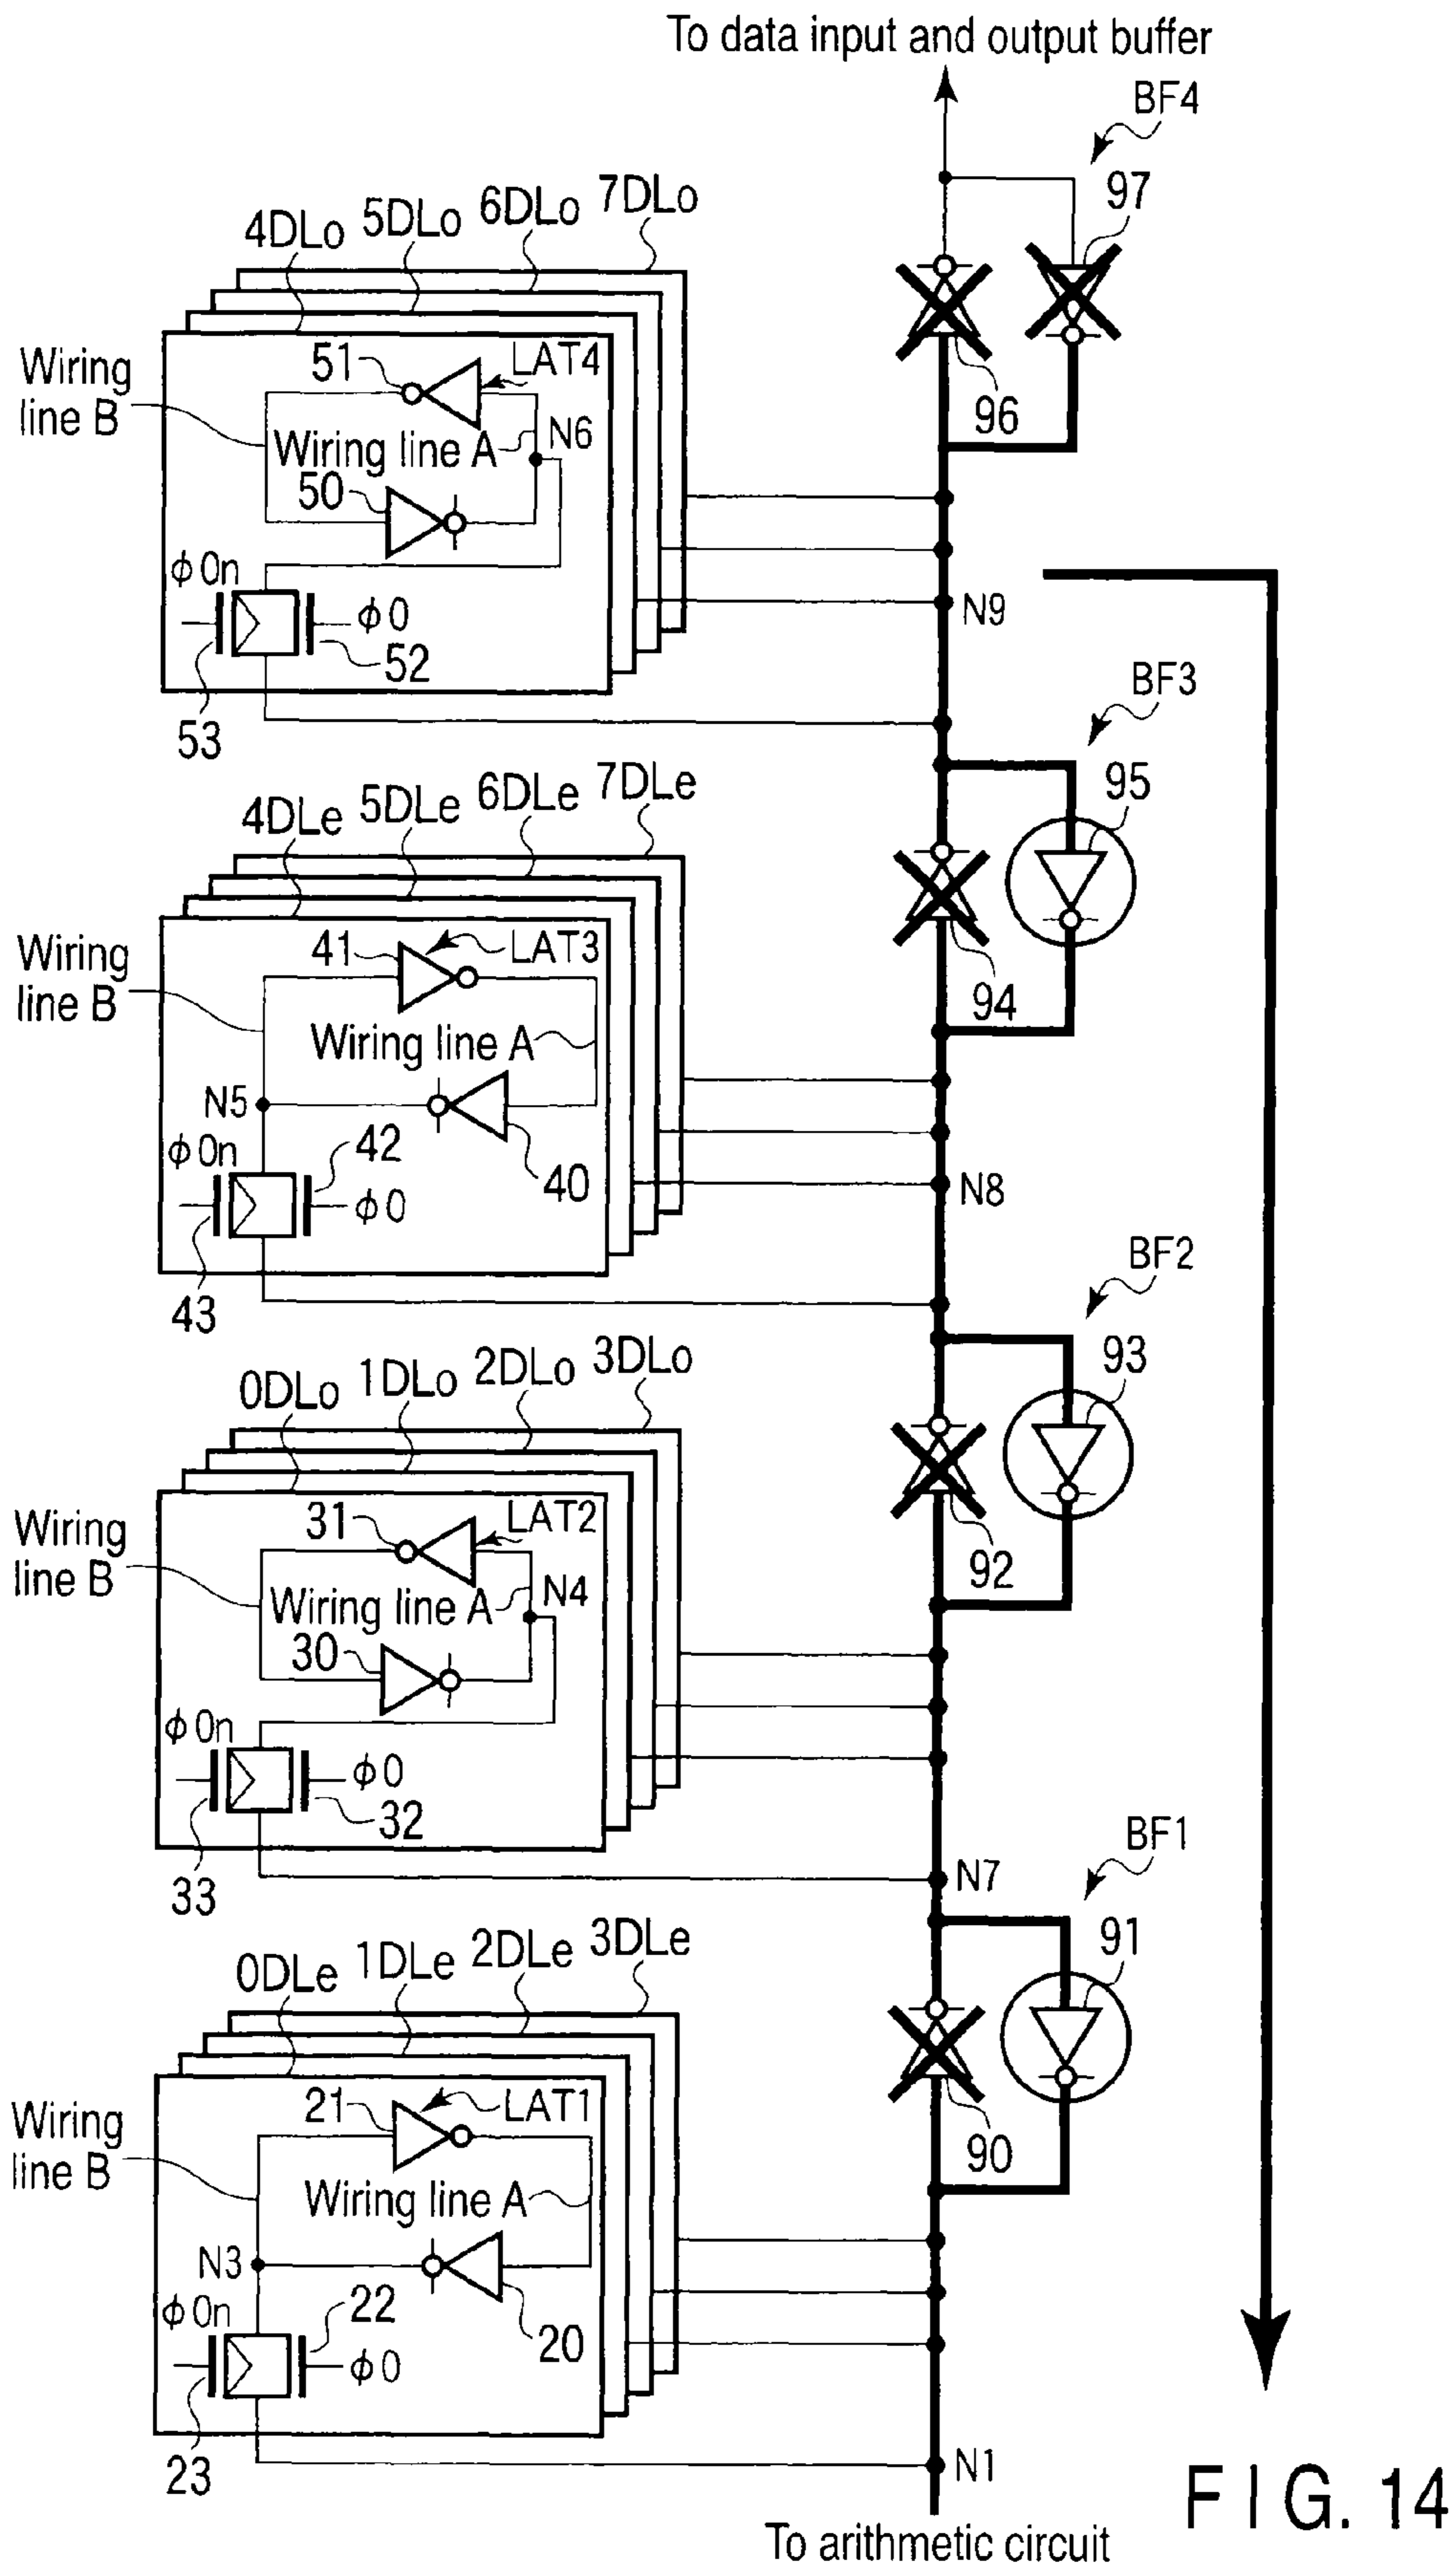 To data input and output buffer
BF4
97
96
4DLo 5DLo 6DLo 7DLo
Wiring
line B
51
LAT4
Wiring line A
N6
50
φ0n
φ0
52
53
N9
BF3
95
94
4DLe 5DLe 6DLe 7DLe
Wiring
line B
41
LAT3
Wiring line A
N5
φ0n
42
40
φ0
43
N8
BF2
93
92
0DLo 1DLo 2DLo 3DLo
Wiring
line B
31
LAT2
Wiring line A
N4
30
φ0n
φ0
32
33
N7
BF1
91
90
0DLe 1DLe 2DLe 3DLe
Wiring
line B
21
LAT1
Wiring line A
N3
φ0n
22
20
φ0
23
N1
To arithmetic circuit
FIG. 14